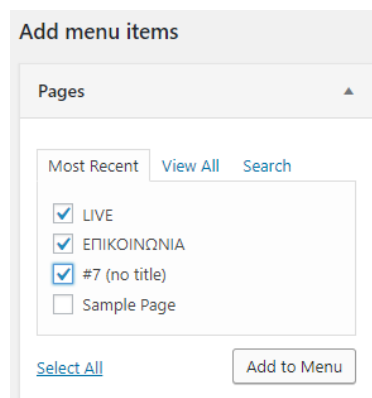 Add menu items
Pages
Most Recent View All Search
LIVE
ΕΠΙΚΟΙΝΩΝΙΑ
#7 (no title)
Sample Page
Select All Add to Menu